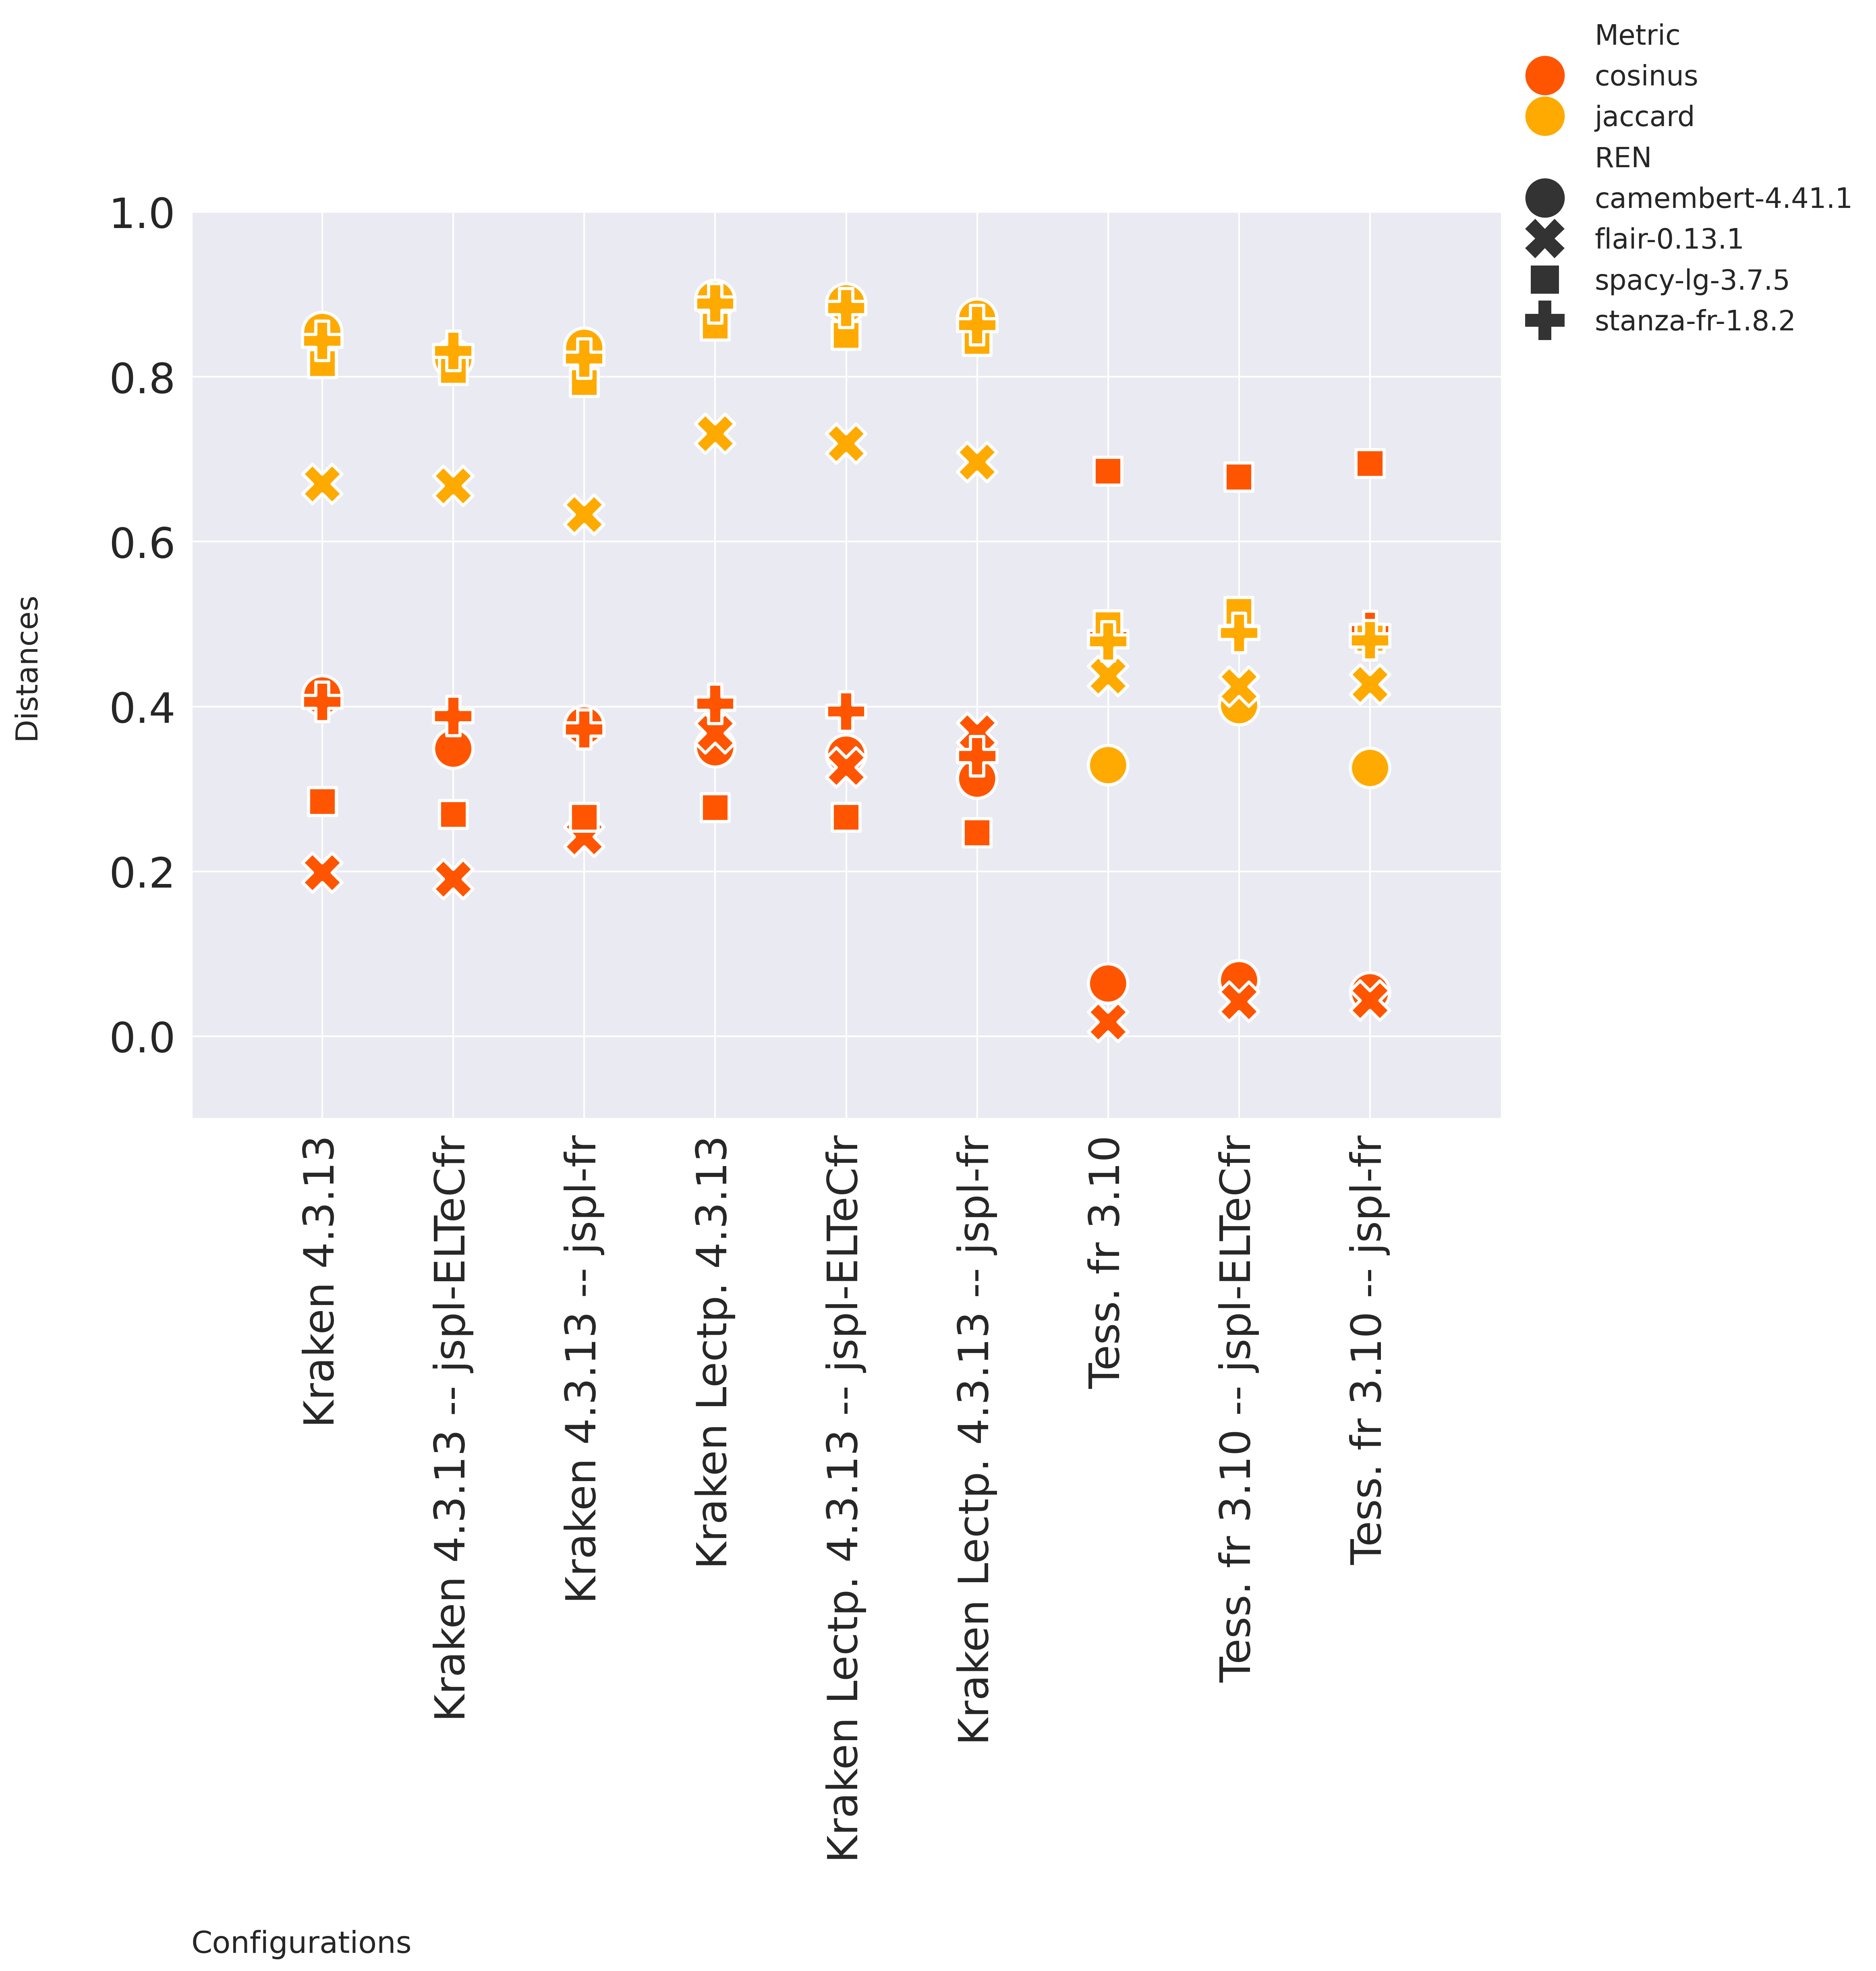 Metric
cosinus
jaccard
REN
camembert-4.41.1
flair-0.13.1
spacy-lg-3.7.5
stanza-fr-1.8.2
1.0
0.8
0.6
0.4
0.2
0.0
Distances
Kraken 4.3.13
Kraken 4.3.13 -- jspl-ELTeCfr
Kraken 4.3.13 -- jspl-fr
Kraken Lectp. 4.3.13
Kraken Lectp. 4.3.13 -- jspl-ELTeCfr
Kraken Lectp. 4.3.13 -- jspl-fr
Tess. fr 3.10
Tess. fr 3.10 -- jspl-ELTeCfr
Tess. fr 3.10 -- jspl-fr
Configurations